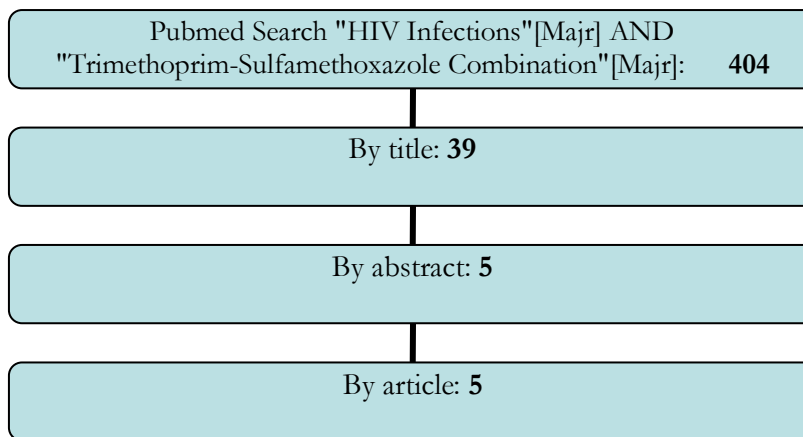 Pubmed Search "HIV Infections"[Majr] AND
"Trimethoprim-Sulfamethoxazole Combination"[Majr]: 404
By title: 39
By abstract: 5
By article: 5